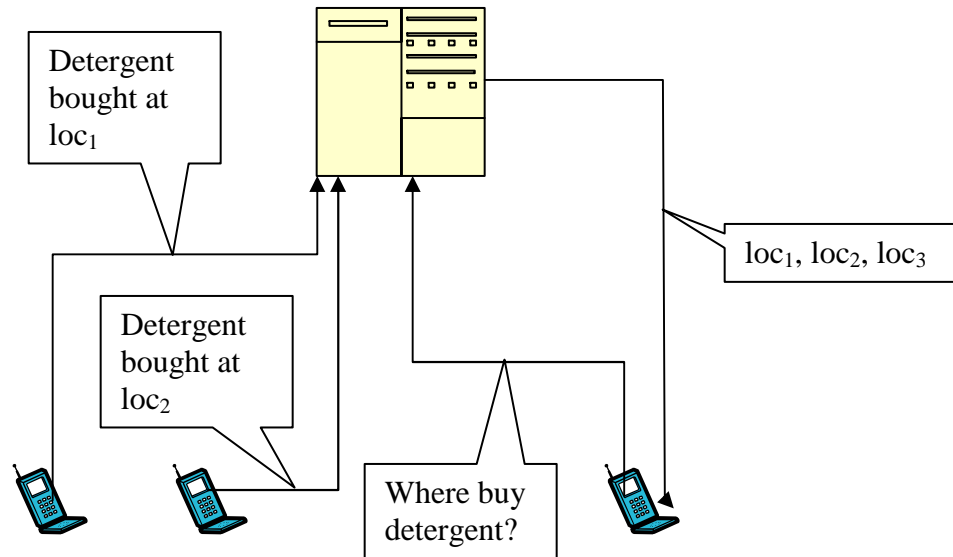 Detergent
bought at
loc₁
loc₁, loc₂, loc₃
Detergent
bought at
loc₂
Where buy
detergent?